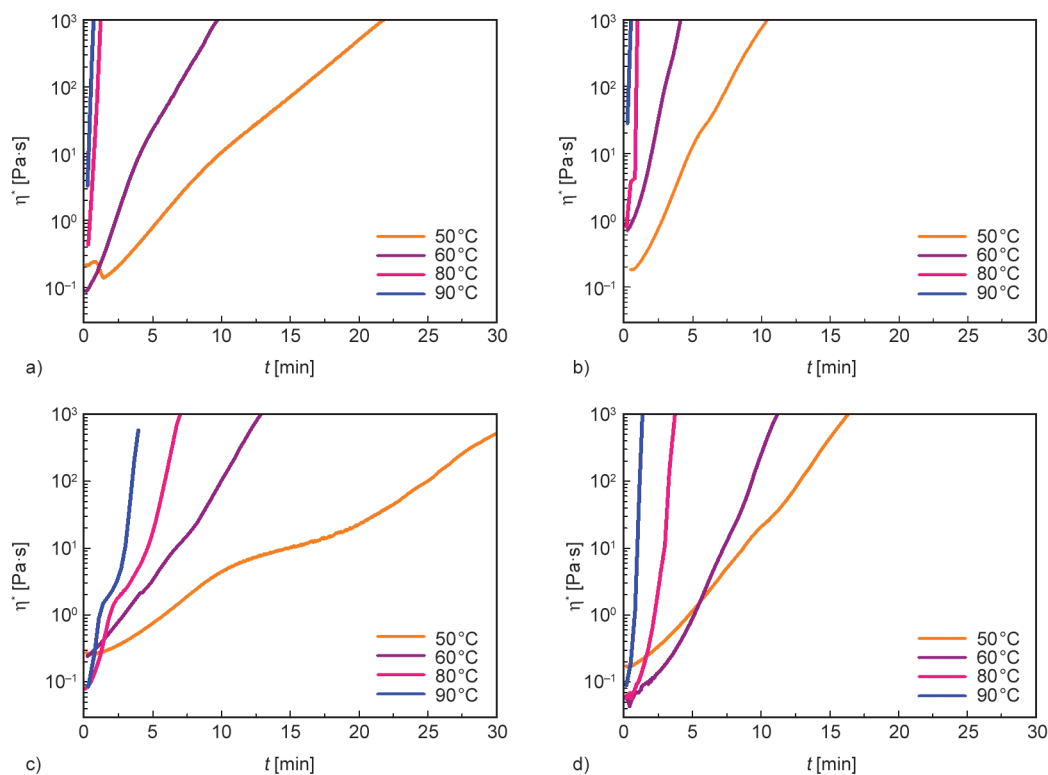 10³
10²
10¹
10⁰
10⁻¹
η* [Pa·s]
50°C
60°C
80°C
90°C
0 5 10 15 20 25 30
a) t [min]
10³
10²
10¹
10⁰
10⁻¹
η* [Pa·s]
50°C
60°C
80°C
90°C
0 5 10 15 20 25 30
b) t [min]
10³
10²
10¹
10⁰
10⁻¹
η* [Pa·s]
50°C
60°C
80°C
90°C
0 5 10 15 20 25 30
c) t [min]
10³
10²
10¹
10⁰
10⁻¹
η* [Pa·s]
50°C
60°C
80°C
90°C
0 5 10 15 20 25 30
d) t [min]